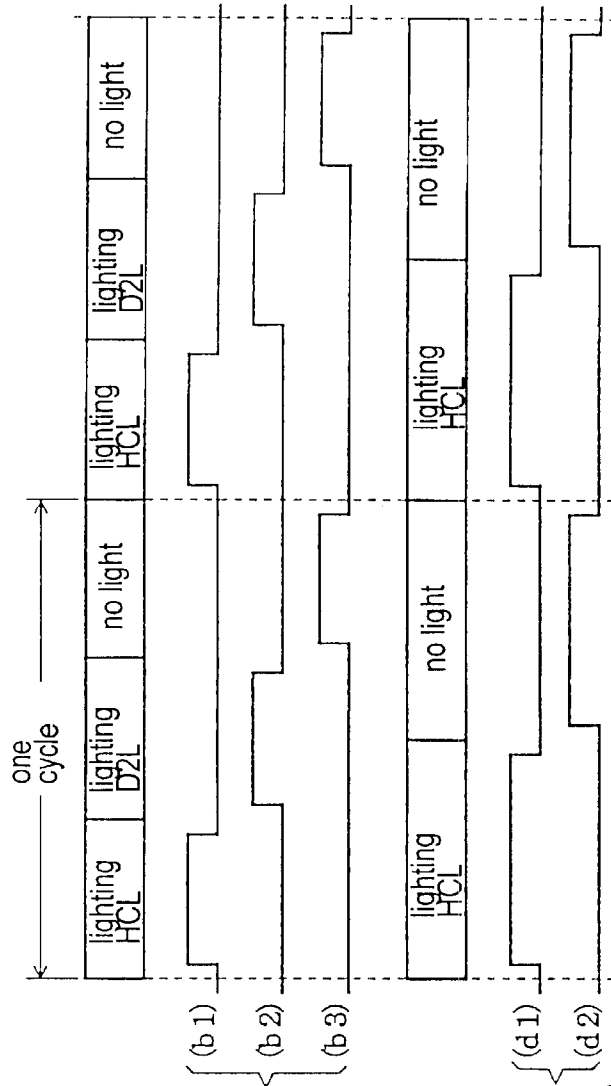 one
cycle
lighting
HCL
lighting
D2L
no light
lighting
HCL
lighting
D2L
no light
(b1)
(b2)
(b3)
lighting
HCL
no light
lighting
HCL
no light
(d1)
(d2)